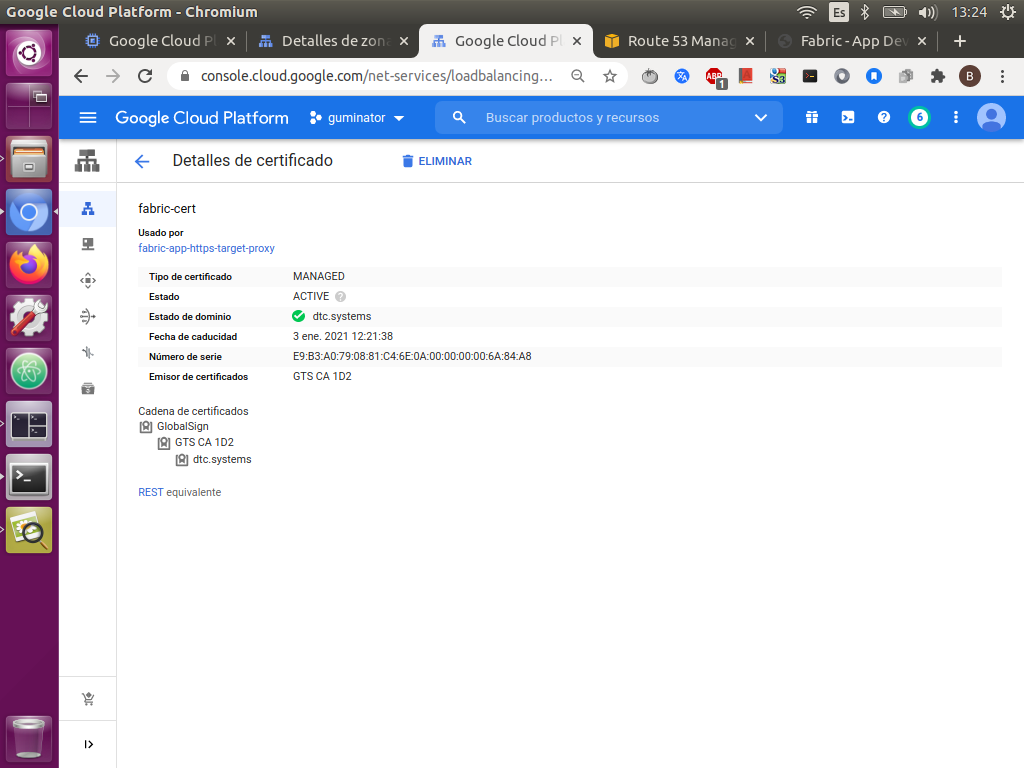 Google Cloud Platform - Chromium
Es
13:24
Google Cloud Pl
Detalles de zona
Google Cloud Pl
Route 53 Manag
Fabric - App Dev
console.cloud.google.com/net-services/loadbalancing...
ABP
1
S3
B
Google Cloud Platform
guminator
Buscar productos y recursos
6
Detalles de certificado
ELIMINAR
fabric-cert
Usado por
fabric-app-https-target-proxy
Tipo de certificado MANAGED
Estado ACTIVE
Estado de dominio dtc.systems
Fecha de caducidad 3 ene. 2021 12:21:38
Número de serie E9:B3:A0:79:08:81:C4:6E:0A:00:00:00:00:6A:84:A8
Emisor de certificados GTS CA 1D2
Cadena de certificados
GlobalSign
GTS CA 1D2
dtc.systems
REST equivalente